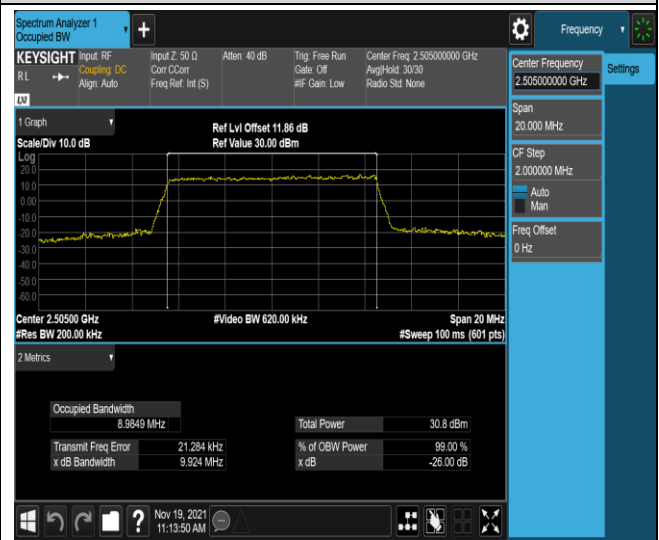 Spectrum Analyzer 1
Occupied BW
Frequency
KEYSIGHT
Input: RF
Coupling: DC
Align: Auto
Input Z: 50 Ω
Corr CCorr
Freq Ref: Int (S)
Atten: 40 dB
Trig: Free Run
Gate: Off
#IF Gain: Low
Center Freq: 2.505000000 GHz
Avg|Hold: 30/30
Radio Std: None
RL
LXI
1 Graph
Scale/Div 10.0 dB
Ref Lvl Offset 11.86 dB
Ref Value 30.00 dBm
Log
20.0
10.0
0.00
-10.0
-20.0
-30.0
-40.0
-50.0
-60.0
Center 2.50500 GHz
#Video BW 620.00 kHz
Span 20 MHz
#Res BW 200.00 kHz
#Sweep 100 ms (601 pts)
2 Metrics
Occupied Bandwidth
8.9849 MHz
Total Power 30.8 dBm
Transmit Freq Error 21.284 kHz
% of OBW Power 99.00 %
x dB Bandwidth 9.924 MHz
x dB -26.00 dB
Nov 19, 2021
11:13:50 AM
Center Frequency
2.505000000 GHz
Settings
Span
20.000 MHz
CF Step
2.000000 MHz
Auto
Man
Freq Offset
0 Hz